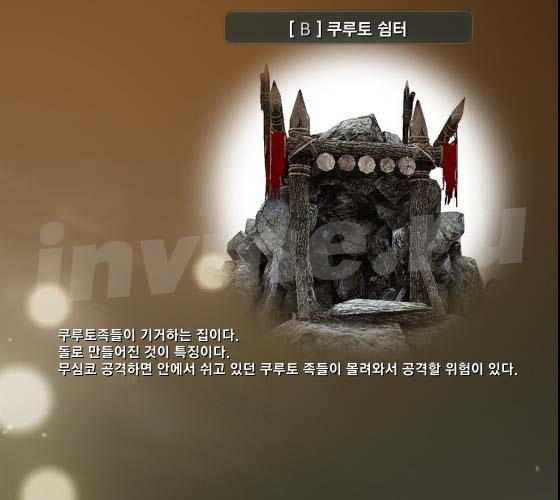 [ B ] 쿠루토 쉼터
쿠루토족들이 기거하는 집이다.
돌로 만들어진 것이 특징이다.
무심코 공격하면 안에서 쉬고 있던 쿠루토 족들이 몰려와서 공격할 위험이 있다.